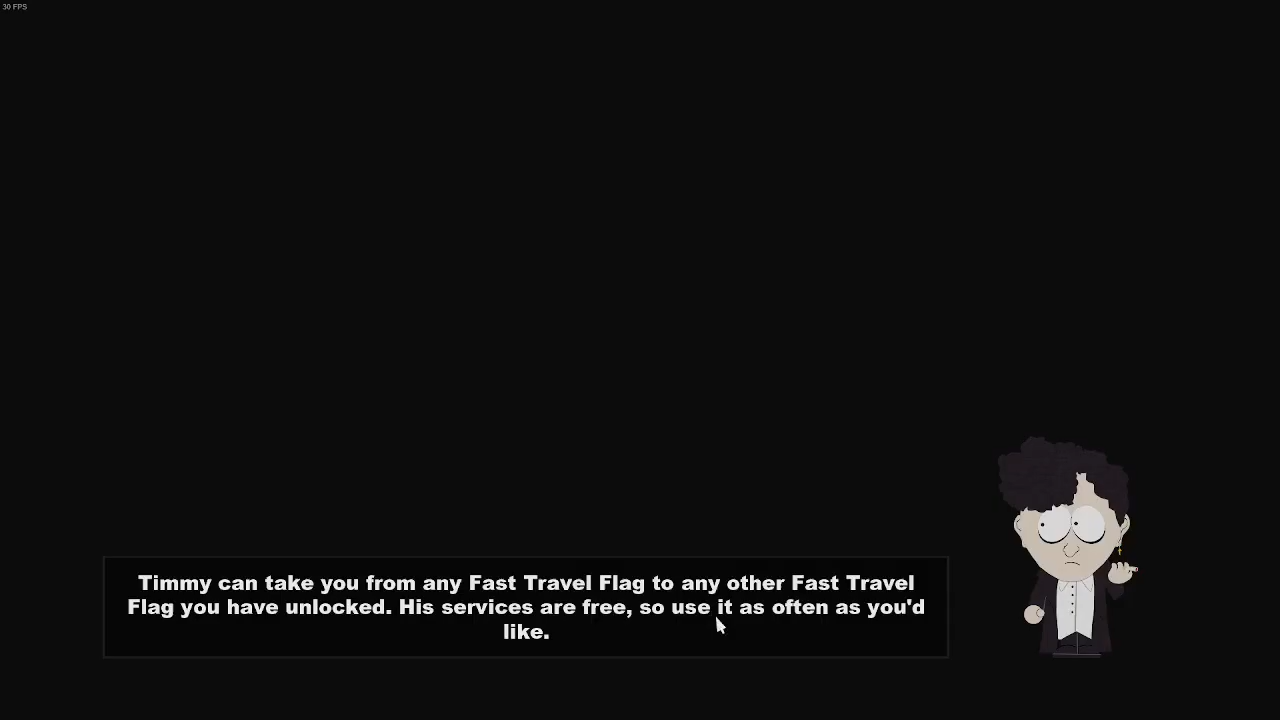 30 FPS
Timmy can take you from any Fast Travel Flag to any other Fast Travel
Flag you have unlocked. His services are free, so use it as often as you'd
like.